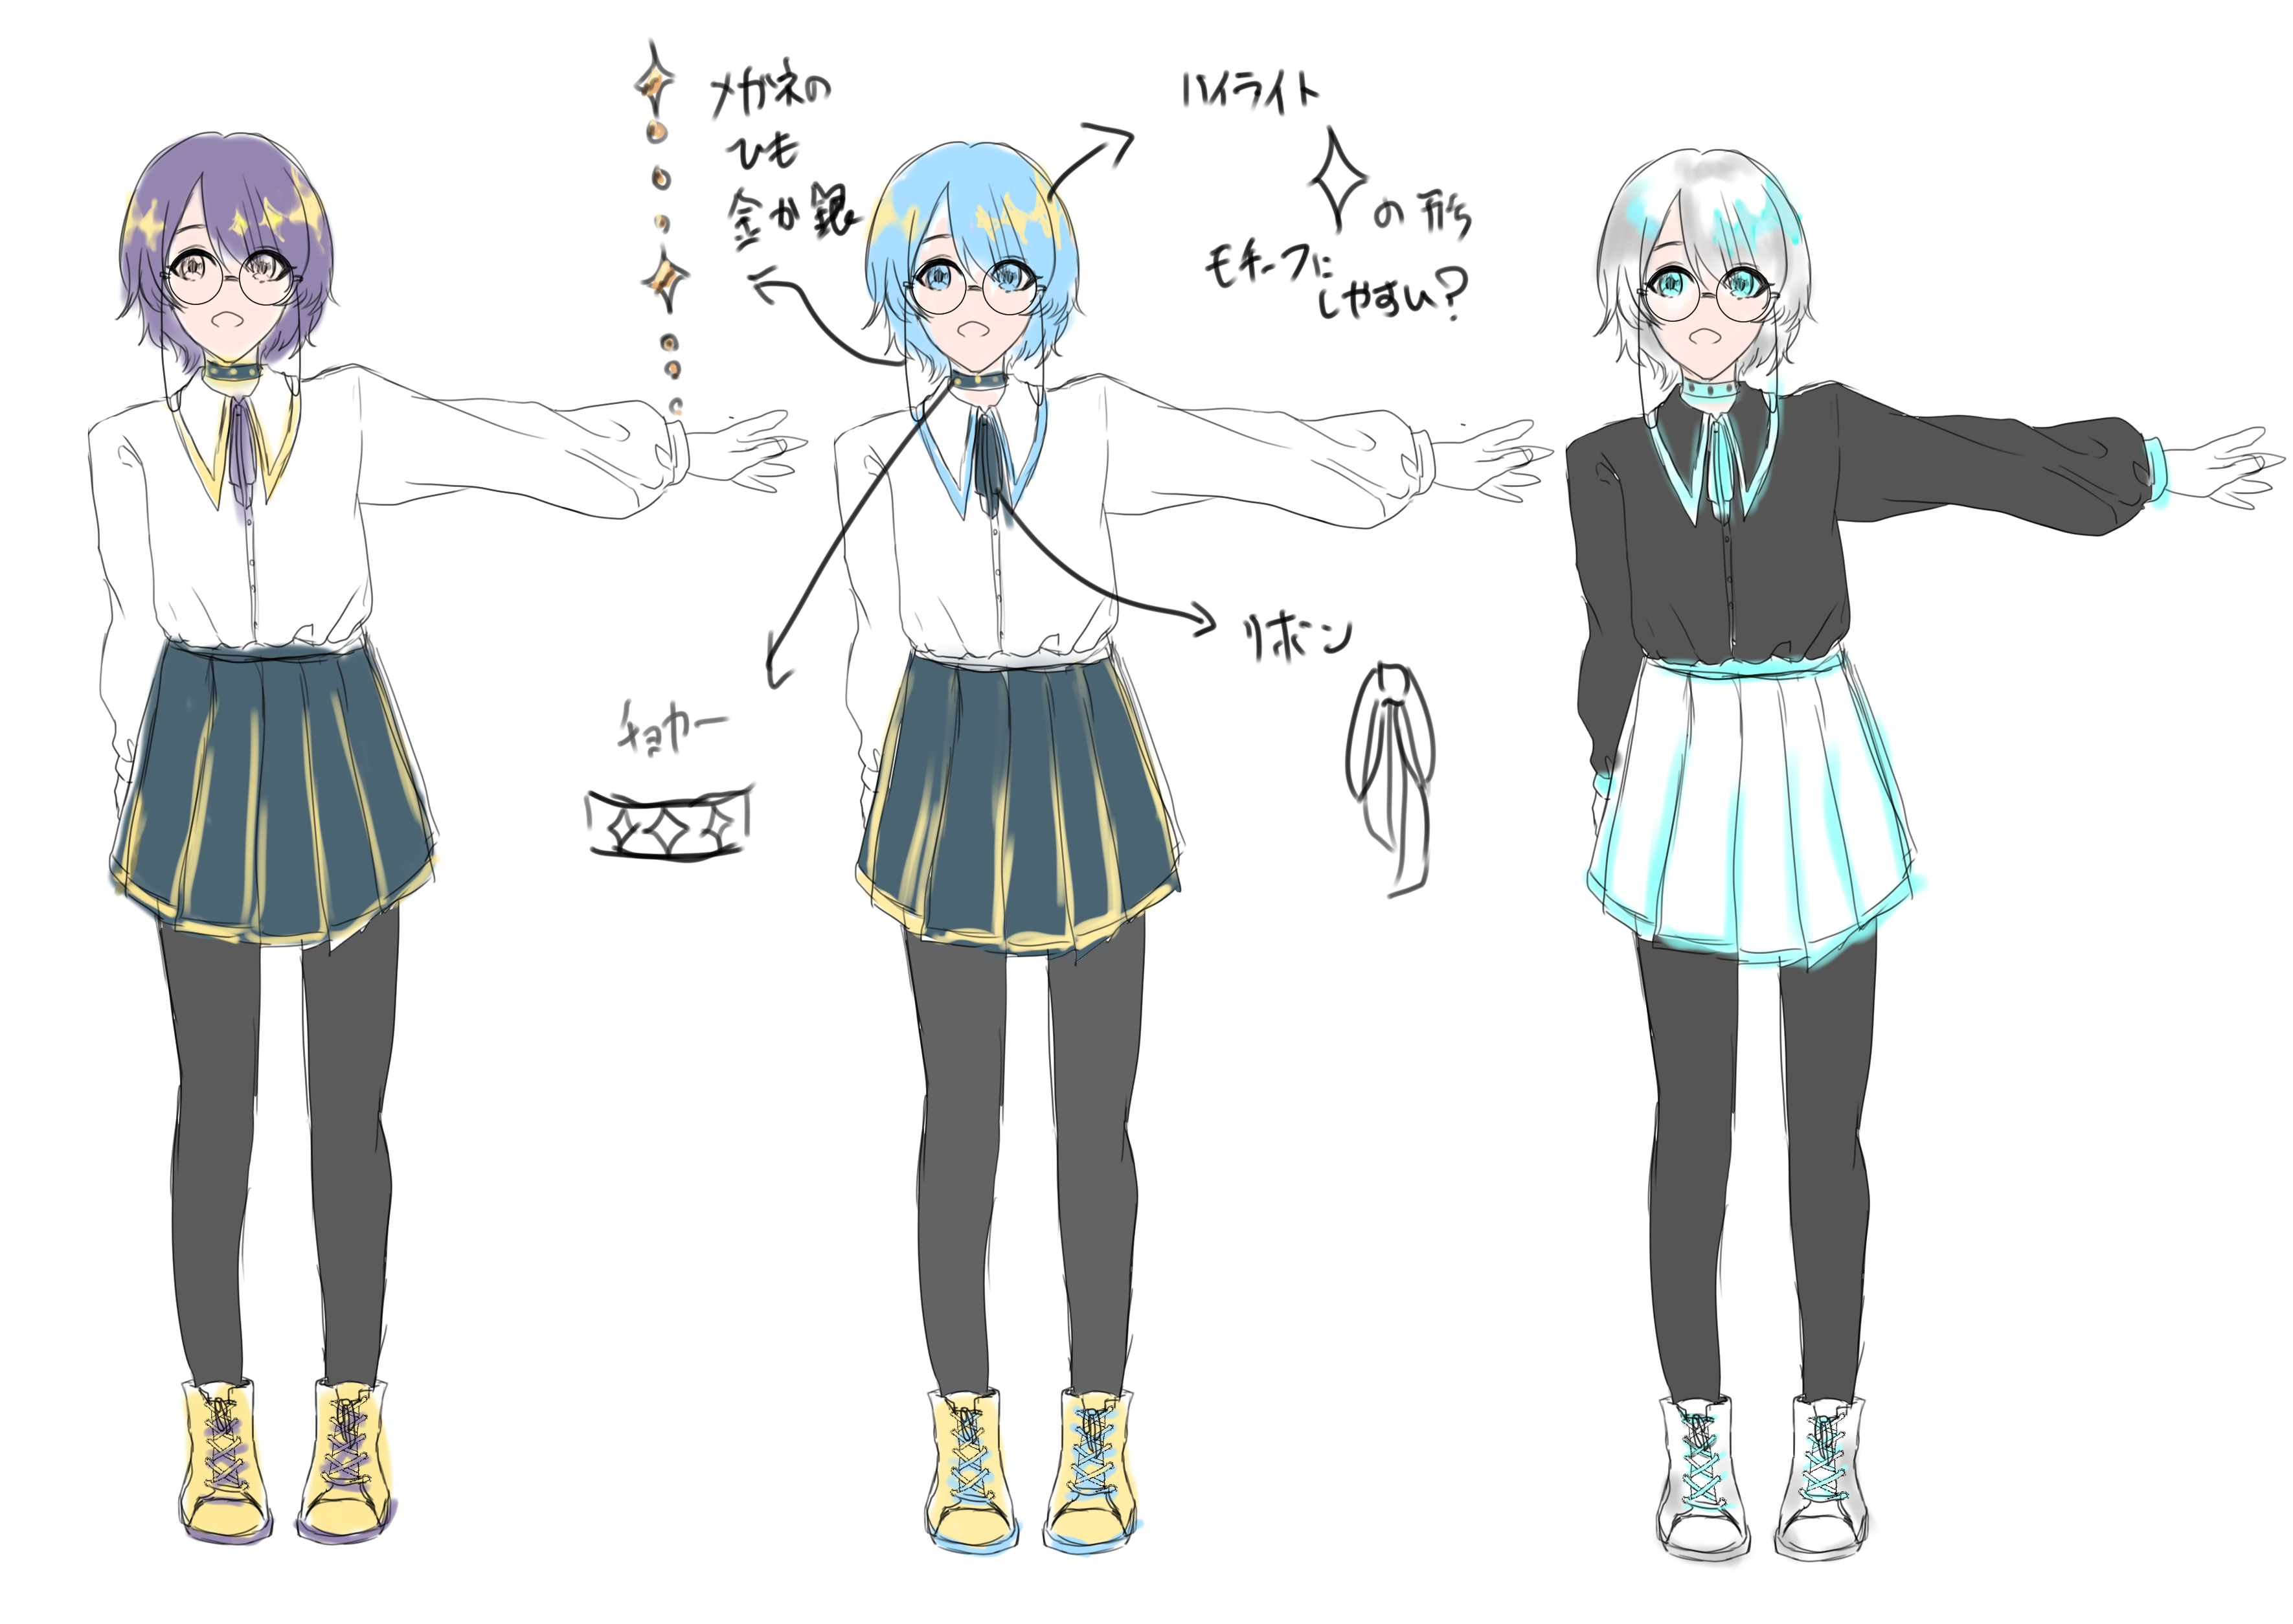 メガネの
ひも
金か銀
ハイライト
の形
モチーフに
しやすい?
リボン
チョカー